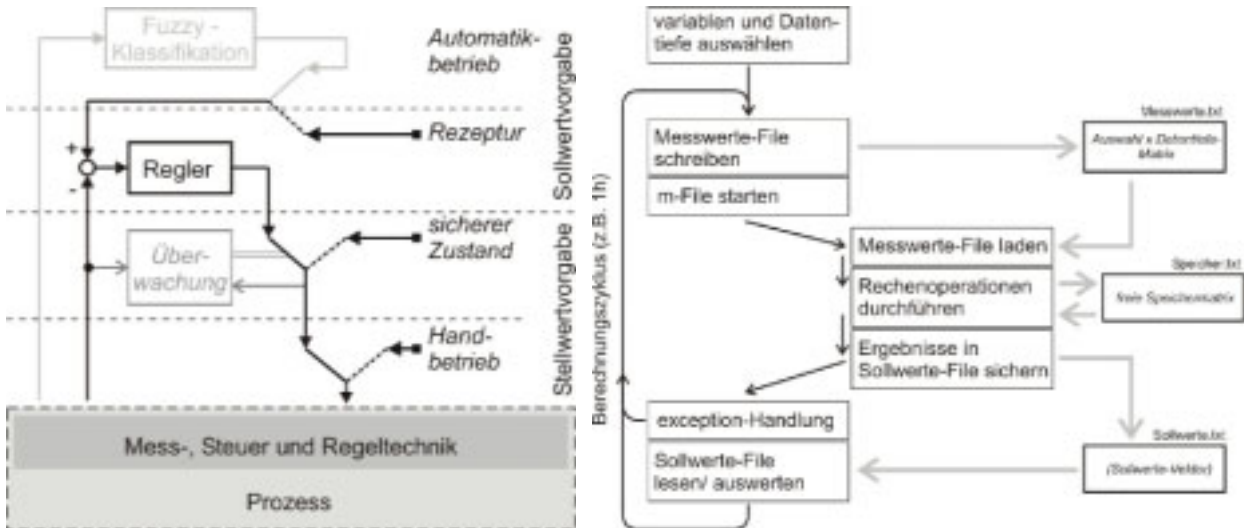 Fuzzy -
Klassifikation
Automatik-
betrieb
Rezeptur
+
-
Regler
sicherer
Zustand
Über-
wachung
Hand-
betrieb
Sollwertvorgabe
Stellwertvorgabe
Mess-, Steuer und Regeltechnik
Prozess
variablen und Daten-
tiefe auswählen
Messwerte-File
schreiben
m-File starten
Messwerte.txt
Auswahl x Datentiefe-
Matrix
Messwerte-File laden
Rechenoperationen
durchführen
Ergebnisse in
Sollwerte-File sichern
Speicher.txt
freie Speichermatrix
exception-Handlung
Sollwerte-File
lesen/ auswerten
Sollwerte.txt
(Sollwerte-Vektor)
Berechnungszyklus (z.B. 1h)